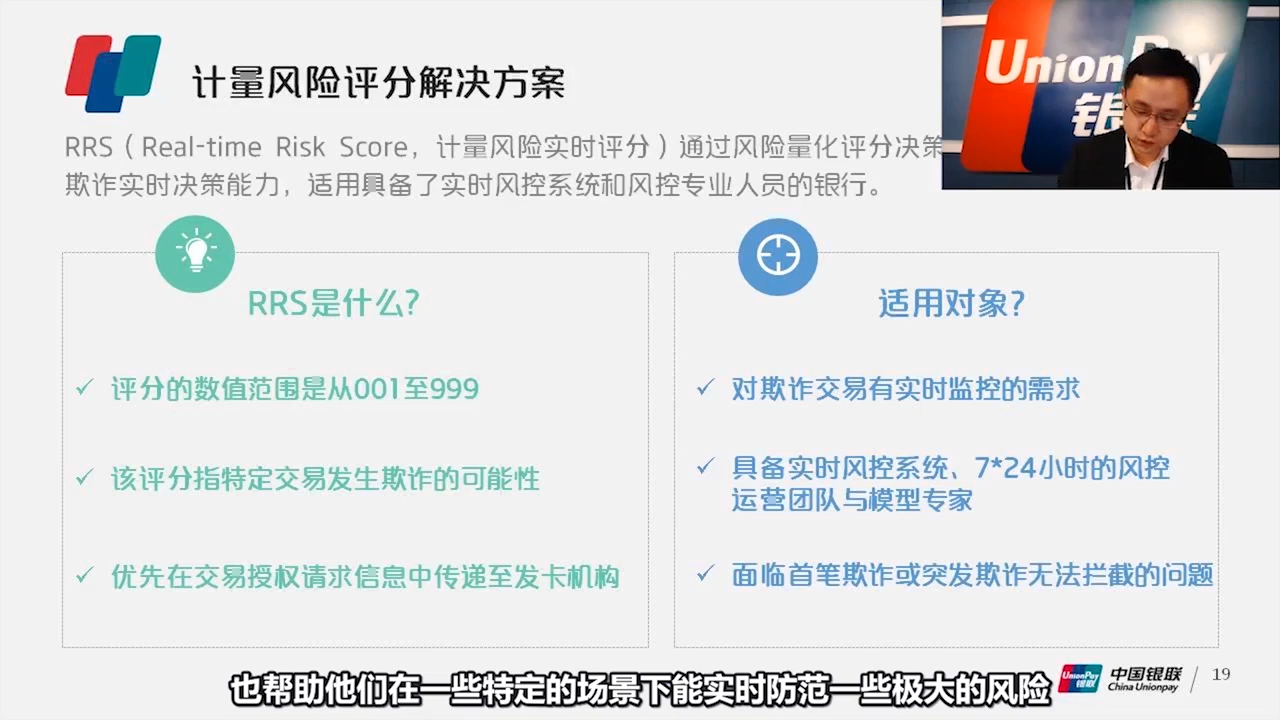 计量风险评分解决方案
UnionPay
银联
RRS（Real-time Risk Score，计量风险实时评分）通过风险量化评分决策
欺诈实时决策能力，适用具备了实时风控系统和风控专业人员的银行。
RRS是什么?
✓ 评分的数值范围是从001至999
✓ 该评分指特定交易发生欺诈的可能性
✓ 优先在交易授权请求信息中传递至发卡机构
适用对象?
✓ 对欺诈交易有实时监控的需求
✓ 具备实时风控系统、7*24小时的风控
运营团队与模型专家
✓ 面临首笔欺诈或突发欺诈无法拦截的问题
也帮助他们在一些特定的场景下能实时防范一些极大的风险
UnionPay
银联
中国银联
China Unionpay
19